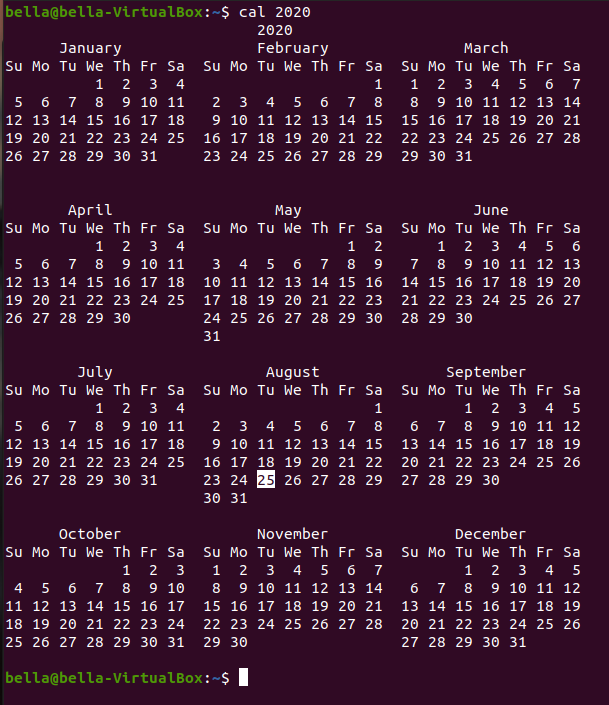 bella@bella-VirtualBox:~$ cal 2020
                            2020
      January               February               March
Su Mo Tu We Th Fr Sa  Su Mo Tu We Th Fr Sa  Su Mo Tu We Th Fr Sa
          1  2  3  4                     1   1  2  3  4  5  6  7
 5  6  7  8  9 10 11   2  3  4  5  6  7  8   8  9 10 11 12 13 14
12 13 14 15 16 17 18   9 10 11 12 13 14 15  15 16 17 18 19 20 21
19 20 21 22 23 24 25  16 17 18 19 20 21 22  22 23 24 25 26 27 28
26 27 28 29 30 31     23 24 25 26 27 28 29  29 30 31
       April                  May                   June
Su Mo Tu We Th Fr Sa  Su Mo Tu We Th Fr Sa  Su Mo Tu We Th Fr Sa
          1  2  3  4                  1  2      1  2  3  4  5  6
 5  6  7  8  9 10 11   3  4  5  6  7  8  9   7  8  9 10 11 12 13
12 13 14 15 16 17 18  10 11 12 13 14 15 16  14 15 16 17 18 19 20
19 20 21 22 23 24 25  17 18 19 20 21 22 23  21 22 23 24 25 26 27
26 27 28 29 30        24 25 26 27 28 29 30  28 29 30
                      31
        July                 August              September
Su Mo Tu We Th Fr Sa  Su Mo Tu We Th Fr Sa  Su Mo Tu We Th Fr Sa
          1  2  3  4                     1         1  2  3  4  5
 5  6  7  8  9 10 11   2  3  4  5  6  7  8   6  7  8  9 10 11 12
12 13 14 15 16 17 18   9 10 11 12 13 14 15  13 14 15 16 17 18 19
19 20 21 22 23 24 25  16 17 18 19 20 21 22  20 21 22 23 24 25 26
26 27 28 29 30 31     23 24 25 26 27 28 29  27 28 29 30
                      30 31
      October               November              December
Su Mo Tu We Th Fr Sa  Su Mo Tu We Th Fr Sa  Su Mo Tu We Th Fr Sa
             1  2  3   1  2  3  4  5  6  7         1  2  3  4  5
 4  5  6  7  8  9 10   8  9 10 11 12 13 14   6  7  8  9 10 11 12
11 12 13 14 15 16 17  15 16 17 18 19 20 21  13 14 15 16 17 18 19
18 19 20 21 22 23 24  22 23 24 25 26 27 28  20 21 22 23 24 25 26
25 26 27 28 29 30 31  29 30                 27 28 29 30 31
bella@bella-VirtualBox:~$